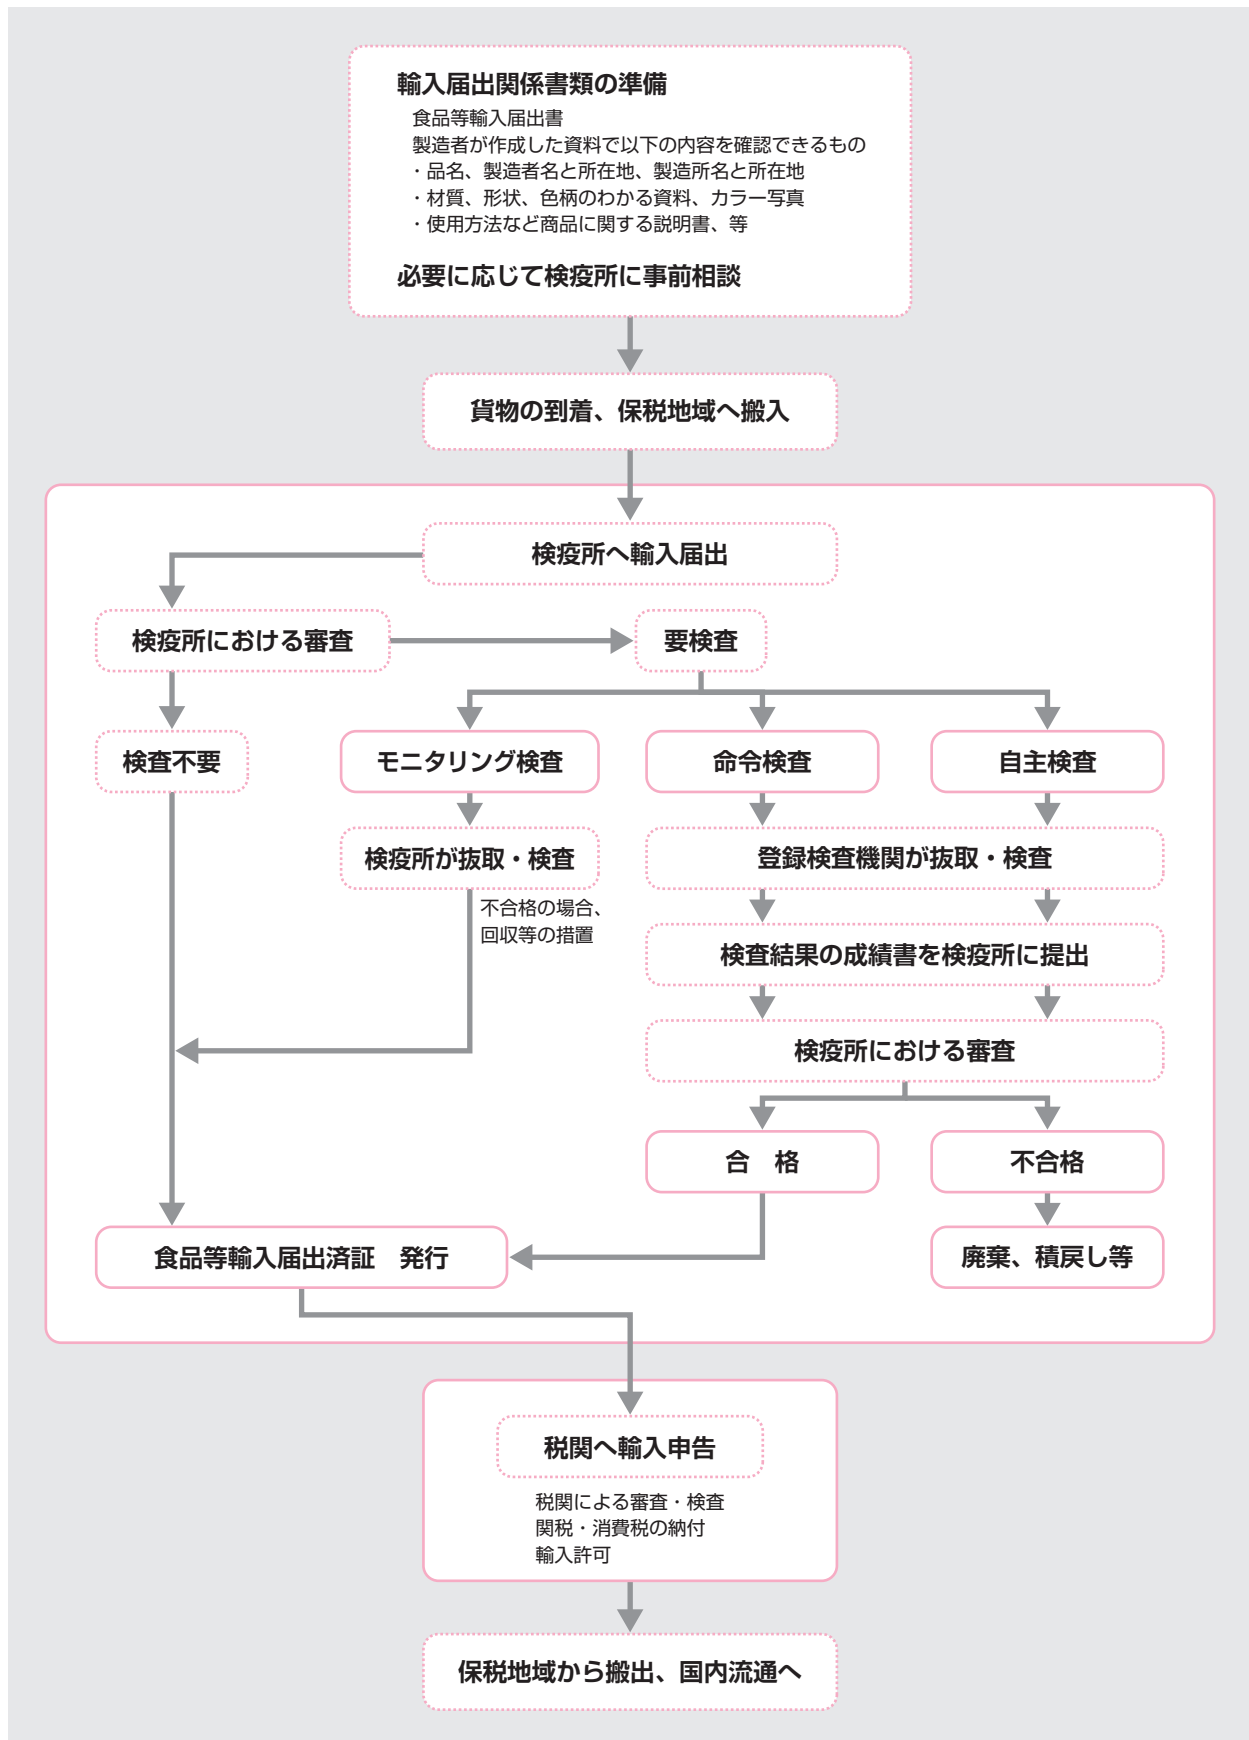 輸入届出関係書類の準備
食品等輸入届出書
製造者が作成した資料で以下の内容を確認できるもの
・品名、製造者名と所在地、製造所名と所在地
・材質、形状、色柄のわかる資料、カラー写真
・使用方法など商品に関する説明書、等
必要に応じて検疫所に事前相談
貨物の到着、保税地域へ搬入
検疫所へ輸入届出
検疫所における審査
要検査
検査不要
モニタリング検査
命令検査
自主検査
検疫所が抜取・検査
登録検査機関が抜取・検査
不合格の場合、
回収等の措置
検査結果の成績書を検疫所に提出
検疫所における審査
合　格
不合格
食品等輸入届出済証　発行
廃棄、積戻し等
税関へ輸入申告
税関による審査・検査
関税・消費税の納付
輸入許可
保税地域から搬出、国内流通へ